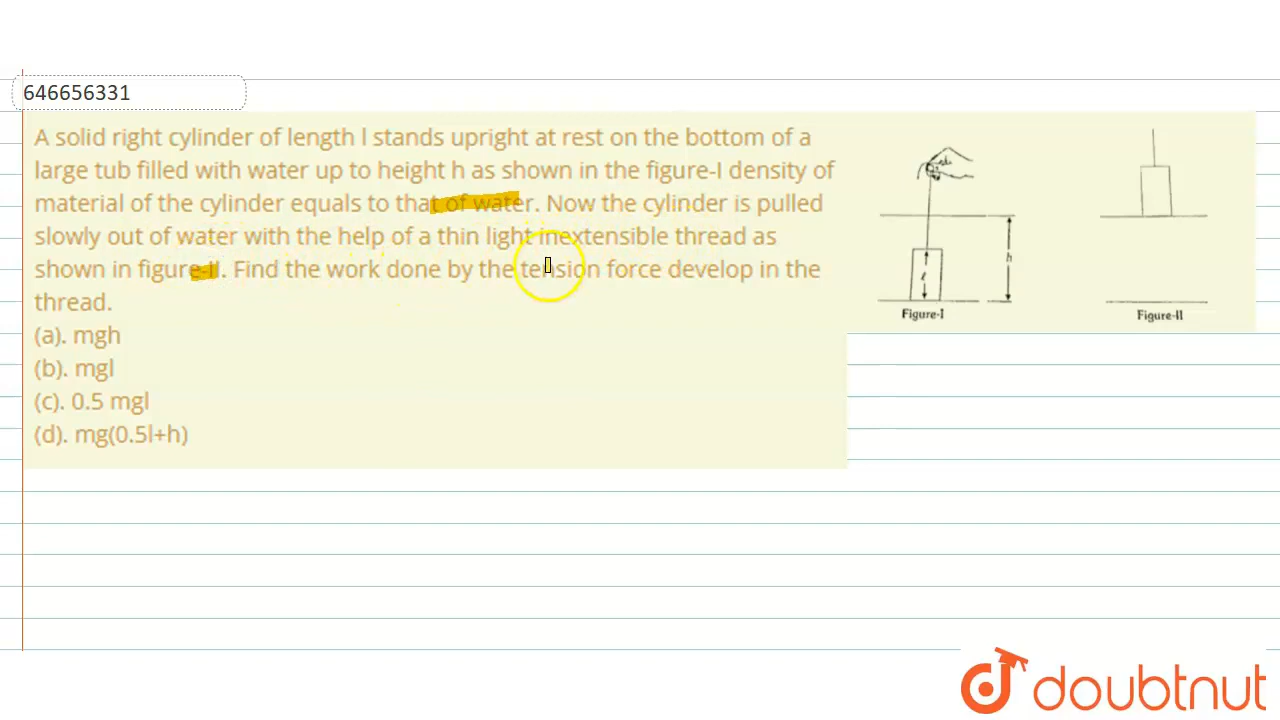 646656331
A solid right cylinder of length l stands upright at rest on the bottom of a
large tub filled with water up to height h as shown in the figure-I density of
material of the cylinder equals to that of water. Now the cylinder is pulled
slowly out of water with the help of a thin light inextensible thread as
shown in figure-II. Find the work done by the tension force develop in the
thread.
(a). mgh
(b). mgl
(c). 0.5 mgl
(d). mg(0.5l+h)
h
l
Figure-I
Figure-II
doubtnut